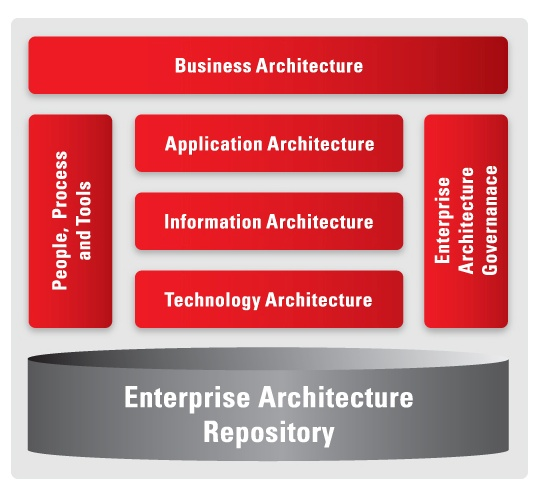 Business Architecture
People, Process
and Tools
Application Architecture
Information Architecture
Technology Architecture
Enterprise
Architecture
Governanace
Enterprise Architecture
Repository